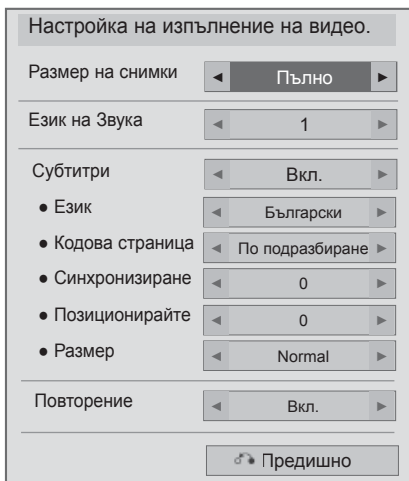 Настройка на изпълнение на видео.
Размер на снимки ◄ Пълно ►
Език на Звука ◄ 1 ►
Субтитри ◄ Вкл. ►
● Език ◄ Български ►
● Кодова страница ◄ По подразбиране ►
● Синхронизиране ◄ 0 ►
● Позиционирайте ◄ 0 ►
● Размер ◄ Normal ►
Повторение ◄ Вкл. ►
Предишно